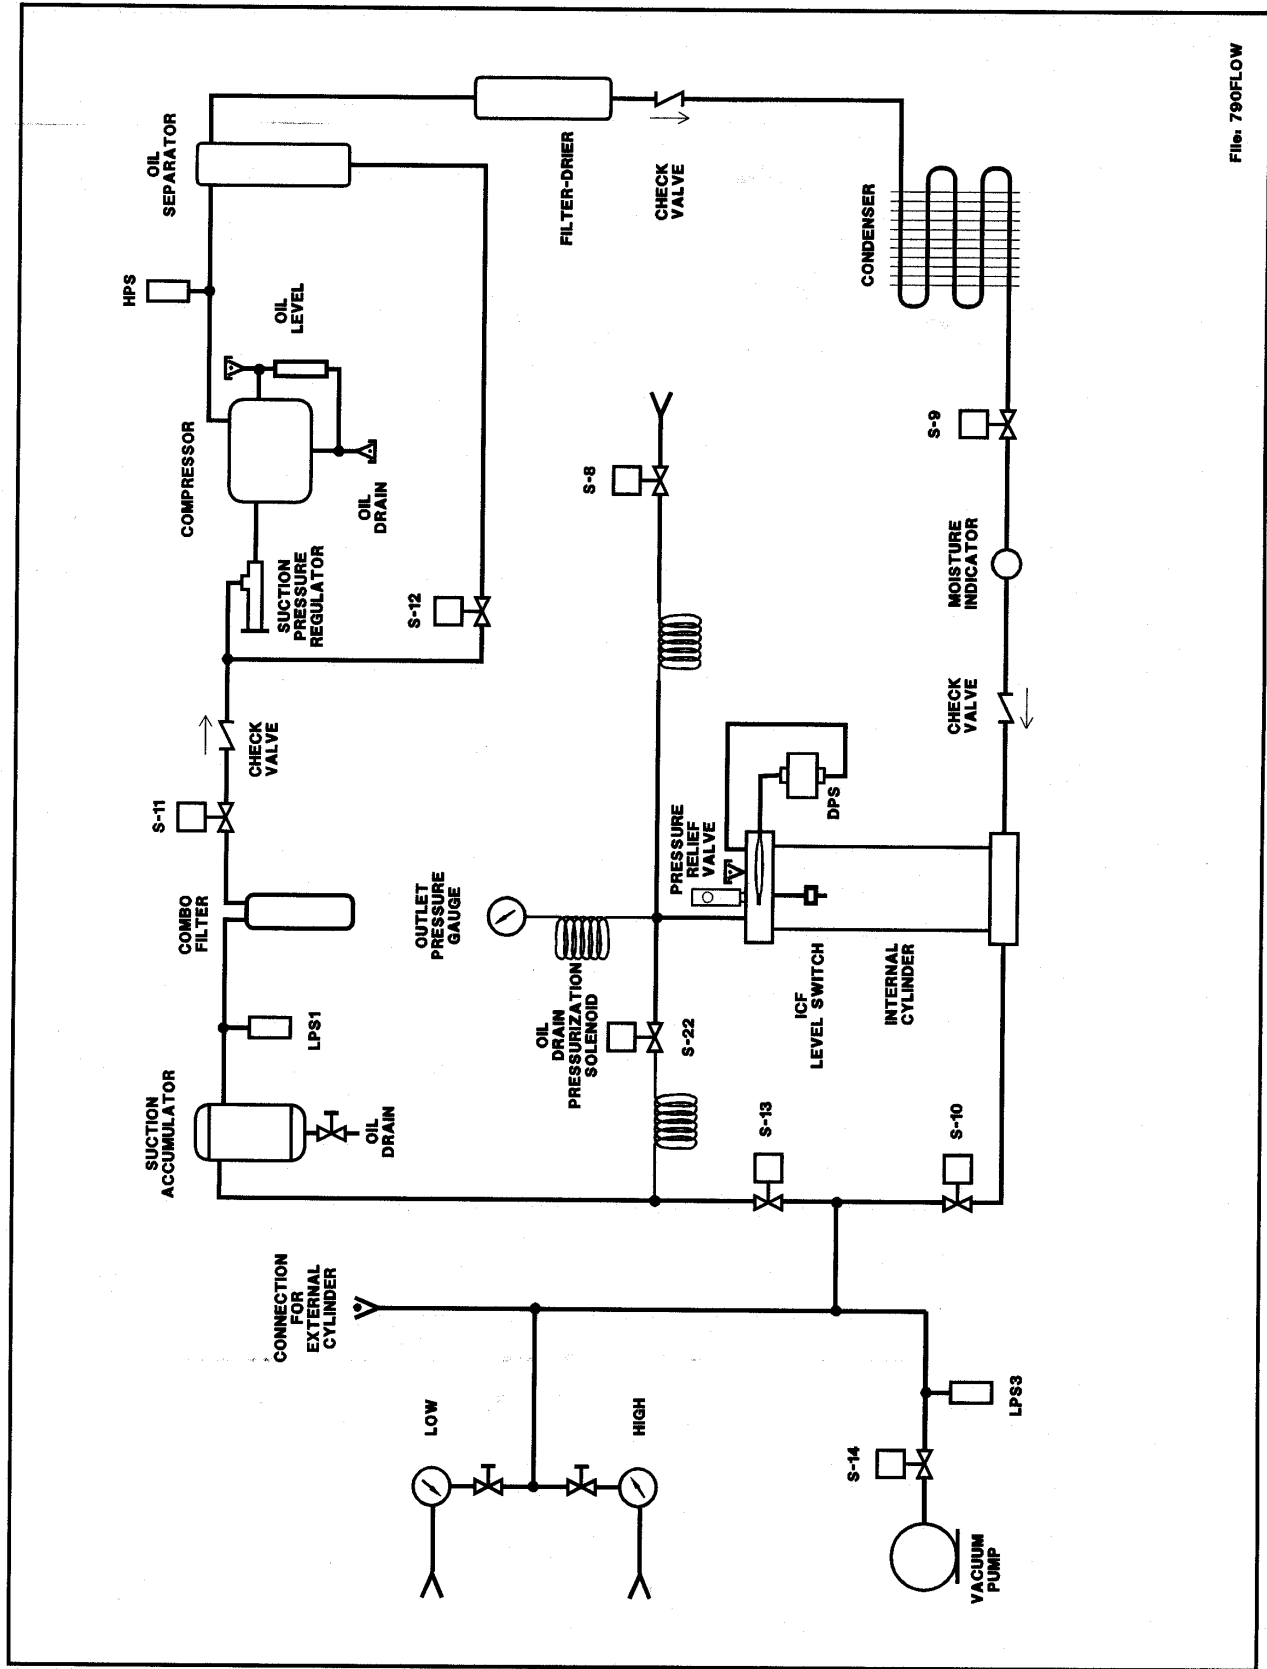 File: 790FLOW
OIL
SEPARATOR
HPS
OIL
LEVEL
COMPRESSOR
OIL
DRAIN
SUCTION
PRESSURE
REGULATOR
S-12
CHECK
VALVE
S-11
COMBO
FILTER
LPS1
SUCTION
ACCUMULATOR
OIL
DRAIN
FILTER-DRIER
CHECK
VALVE
CONDENSER
S-9
MOISTURE
INDICATOR
CHECK
VALVE
S-8
OUTLET
PRESSURE
GAUGE
PRESSURE
RELIEF
VALVE
DPS
ICF
LEVEL SWITCH
INTERNAL
CYLINDER
OIL
DRAIN
PRESSURIZATION
SOLENOID
S-22
S-13
S-10
CONNECTION
FOR
EXTERNAL
CYLINDER
LOW
HIGH
LPS3
S-14
VACUUM
PUMP